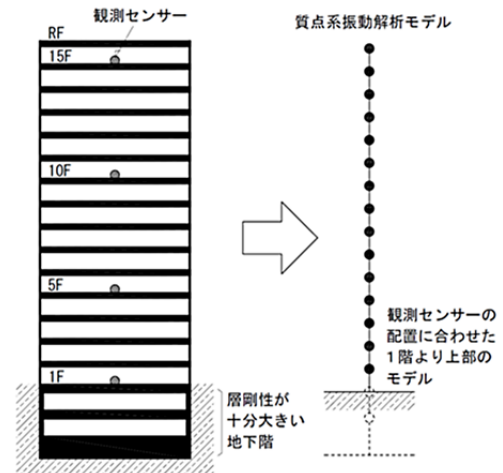 観測センサー
質点系振動解析モデル
RF
15F
10F
5F
1F
観測センサーの
配置に合わせた
1階より上部の
モデル
層剛性が
十分大きい
地下階